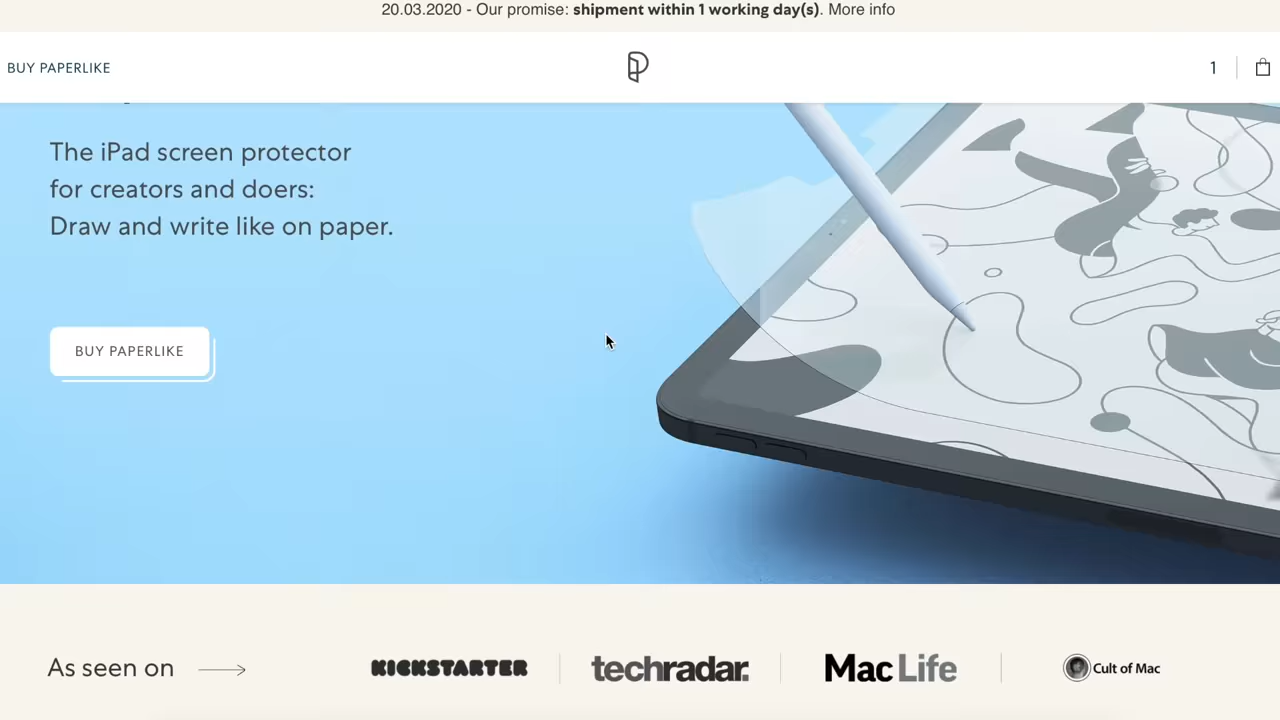 20.03.2020 - Our promise: shipment within 1 working day(s). More info
BUY PAPERLIKE
1
The iPad screen protector
for creators and doers:
Draw and write like on paper.
BUY PAPERLIKE
As seen on
KICKSTARTER
techradar.
Mac Life
Cult of Mac